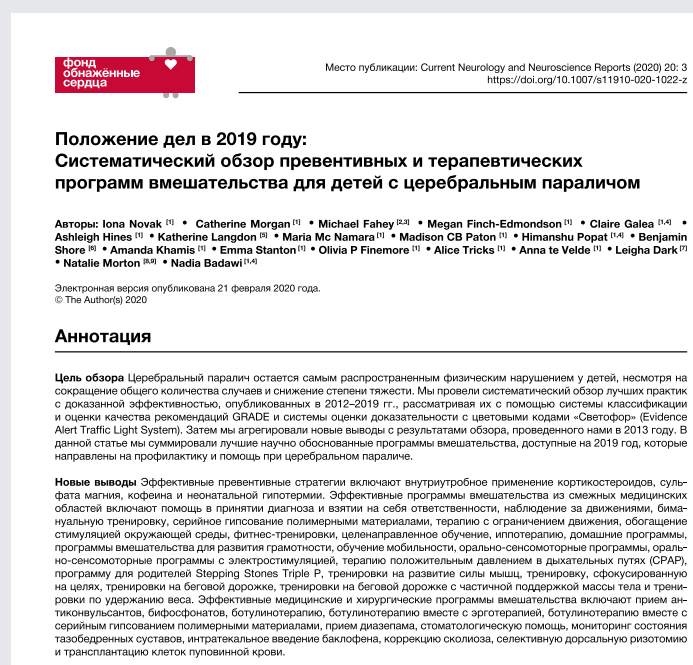 фонд
обнажённые
сердца
Место публикации: Current Neurology and Neuroscience Reports (2020) 20: 3
https://doi.org/10.1007/s11910-020-1022-z
Положение дел в 2019 году:
Систематический обзор превентивных и терапевтических
программ вмешательства для детей с церебральным параличом
Авторы: Iona Novak [1] • Catherine Morgan [1] • Michael Fahey [2,3] • Megan Finch-Edmondson [1] • Claire Galea [1,4] •
Ashleigh Hines [1] • Katherine Langdon [5] • Maria Mc Namara [1] • Madison CB Paton [1] • Himanshu Popat [1,4] • Benjamin
Shore [6] • Amanda Khamis [1] • Emma Stanton [1] • Olivia P Finemore [1] • Alice Tricks [1] • Anna te Velde [1] • Leigha Dark [7]
• Natalie Morton [8,9] • Nadia Badawi [1,4]
Электронная версия опубликована 21 февраля 2020 года.
© The Author(s) 2020
Аннотация
Цель обзора Церебральный паралич остается самым распространенным физическим нарушением у детей, несмотря на
сокращение общего количества случаев и снижение степени тяжести. Мы провели систематический обзор лучших практик
с доказанной эффективностью, опубликованных в 2012–2019 гг., рассматривая их с помощью системы классификации
и оценки качества рекомендаций GRADE и системы оценки доказательности с цветовыми кодами «Светофор» (Evidence
Alert Traffic Light System). Затем мы агрегировали новые выводы с результатами обзора, проведенного нами в 2013 году. В
данной статье мы суммировали лучшие научно обоснованные программы вмешательства, доступные на 2019 год, которые
направлены на профилактику и помощь при церебральном параличе.
Новые выводы Эффективные превентивные стратегии включают внутриутробное применение кортикостероидов, суль-
фата магния, кофеина и неонатальной гипотермии. Эффективные программы вмешательства из смежных медицинских
областей включают помощь в принятии диагноза и взятии на себя ответственности, наблюдение за движениями, бима-
нуальную тренировку, серийное гипсование полимерными материалами, терапию с ограничением движения, обогащение
стимуляцией окружающей среды, фитнес-тренировки, целенаправленное обучение, иппотерапию, домашние программы,
программы вмешательства для развития грамотности, обучение мобильности, орально-сенсомоторные программы, ораль-
но-сенсомоторные программы с электростимуляцией, терапию положительным давлением в дыхательных путях (CPAP),
программу для родителей Stepping Stones Triple P, тренировки на развитие силы мышц, тренировку, сфокусированную
на целях, тренировки на беговой дорожке, тренировки на беговой дорожке с частичной поддержкой массы тела и трени-
ровки по удержанию веса. Эффективные медицинские и хирургические программы вмешательства включают прием ан-
тиконвульсантов, бифосфонатов, ботулинотерапию, ботулинотерапию вместе с эрготерапией, ботулинотерапию вместе с
серийным гипсованием полимерными материалами, прием диазепама, стоматологическую помощь, мониторинг состояния
тазобедренных суставов, интратекальное введение баклофена, коррекцию сколиоза, селективную дорсальную ризотомию
и трансплантацию клеток пуповинной крови.